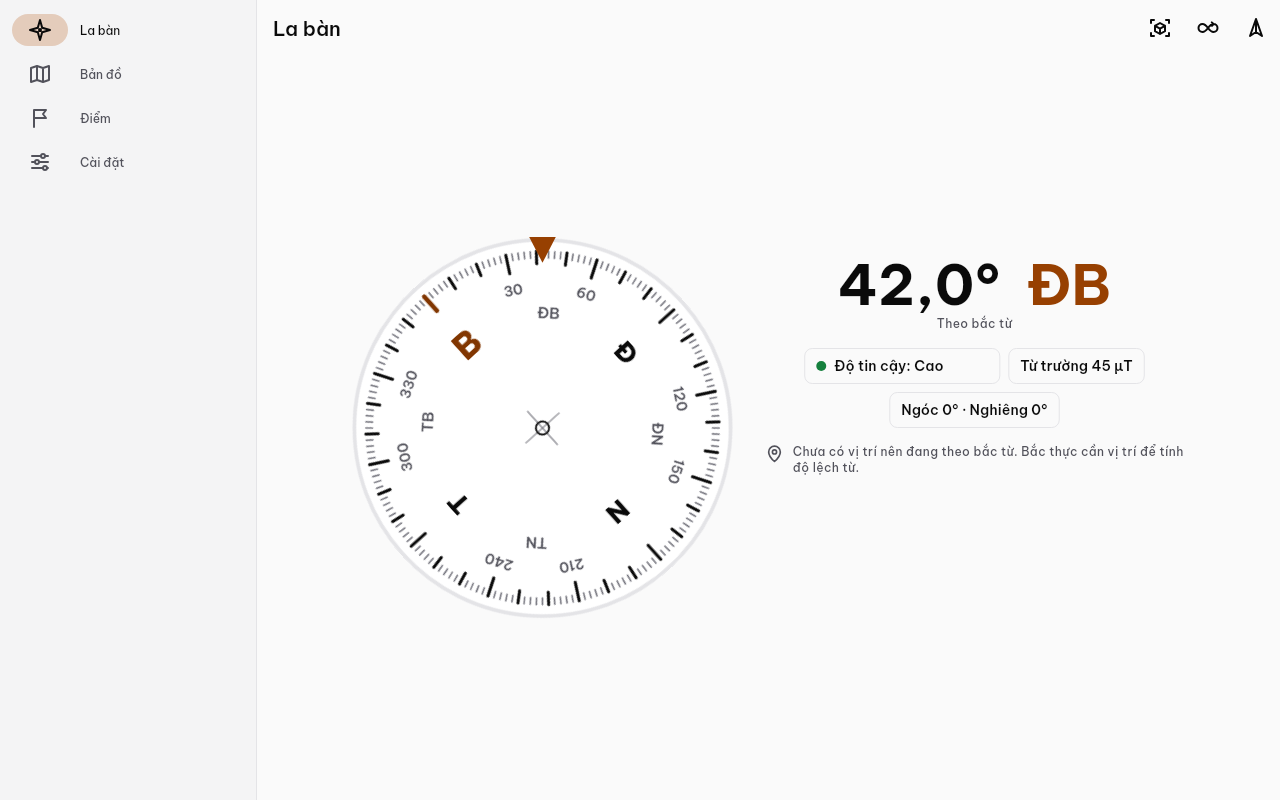 La bàn
Bản đồ
Điểm
Cài đặt
La bàn
30
60
ĐB
B
Đ
330
120
TB
ĐN
300
150
T
N
TN
240
210
42,0° ĐB
Theo bắc từ
Độ tin cậy: Cao
Từ trường 45 µT
Ngóc 0° · Nghiêng 0°
Chưa có vị trí nên đang theo bắc từ. Bắc thực cần vị trí để tính
độ lệch từ.